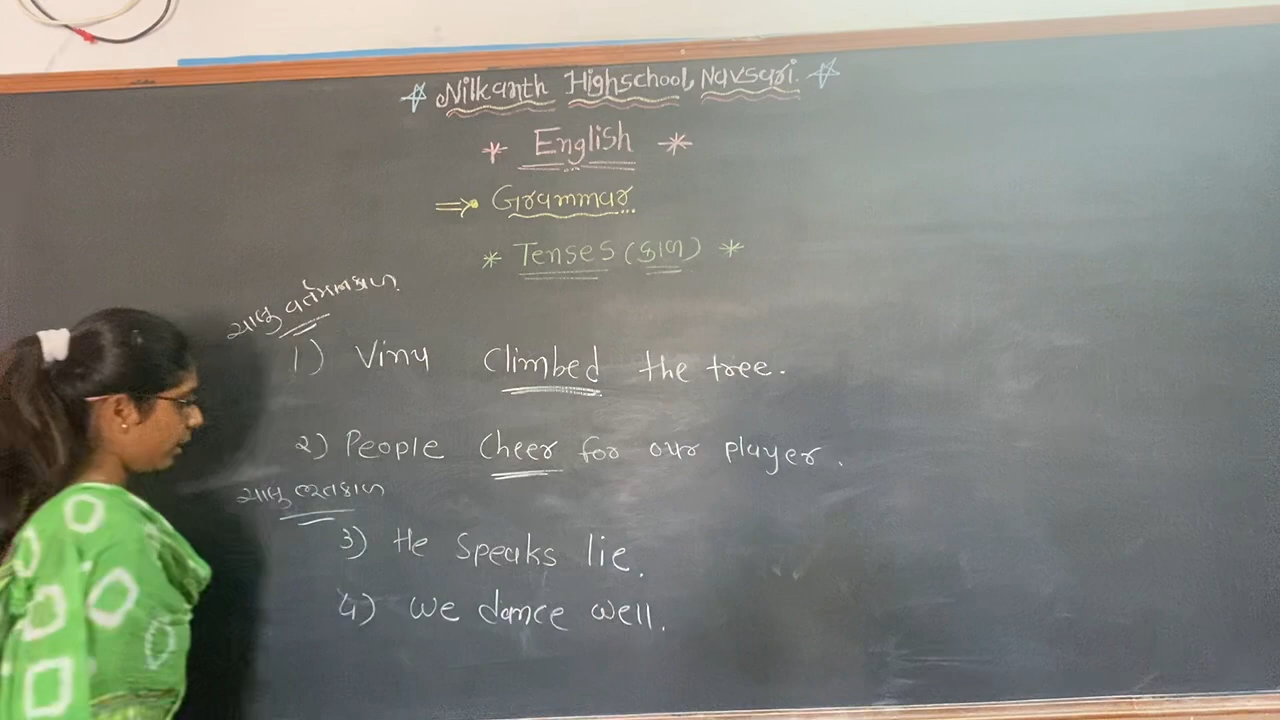 Nilkanth Highschool, Navsari.
* English *
⇒ Grammar
* Tenses (કાળ) *
ચાલુ વર્તમાનકાળ.
1) Vinu climbed the tree.
2) People cheer for our player.
ચાલુ ભૂતકાળ
3) He speaks lie.
4) We dance well.